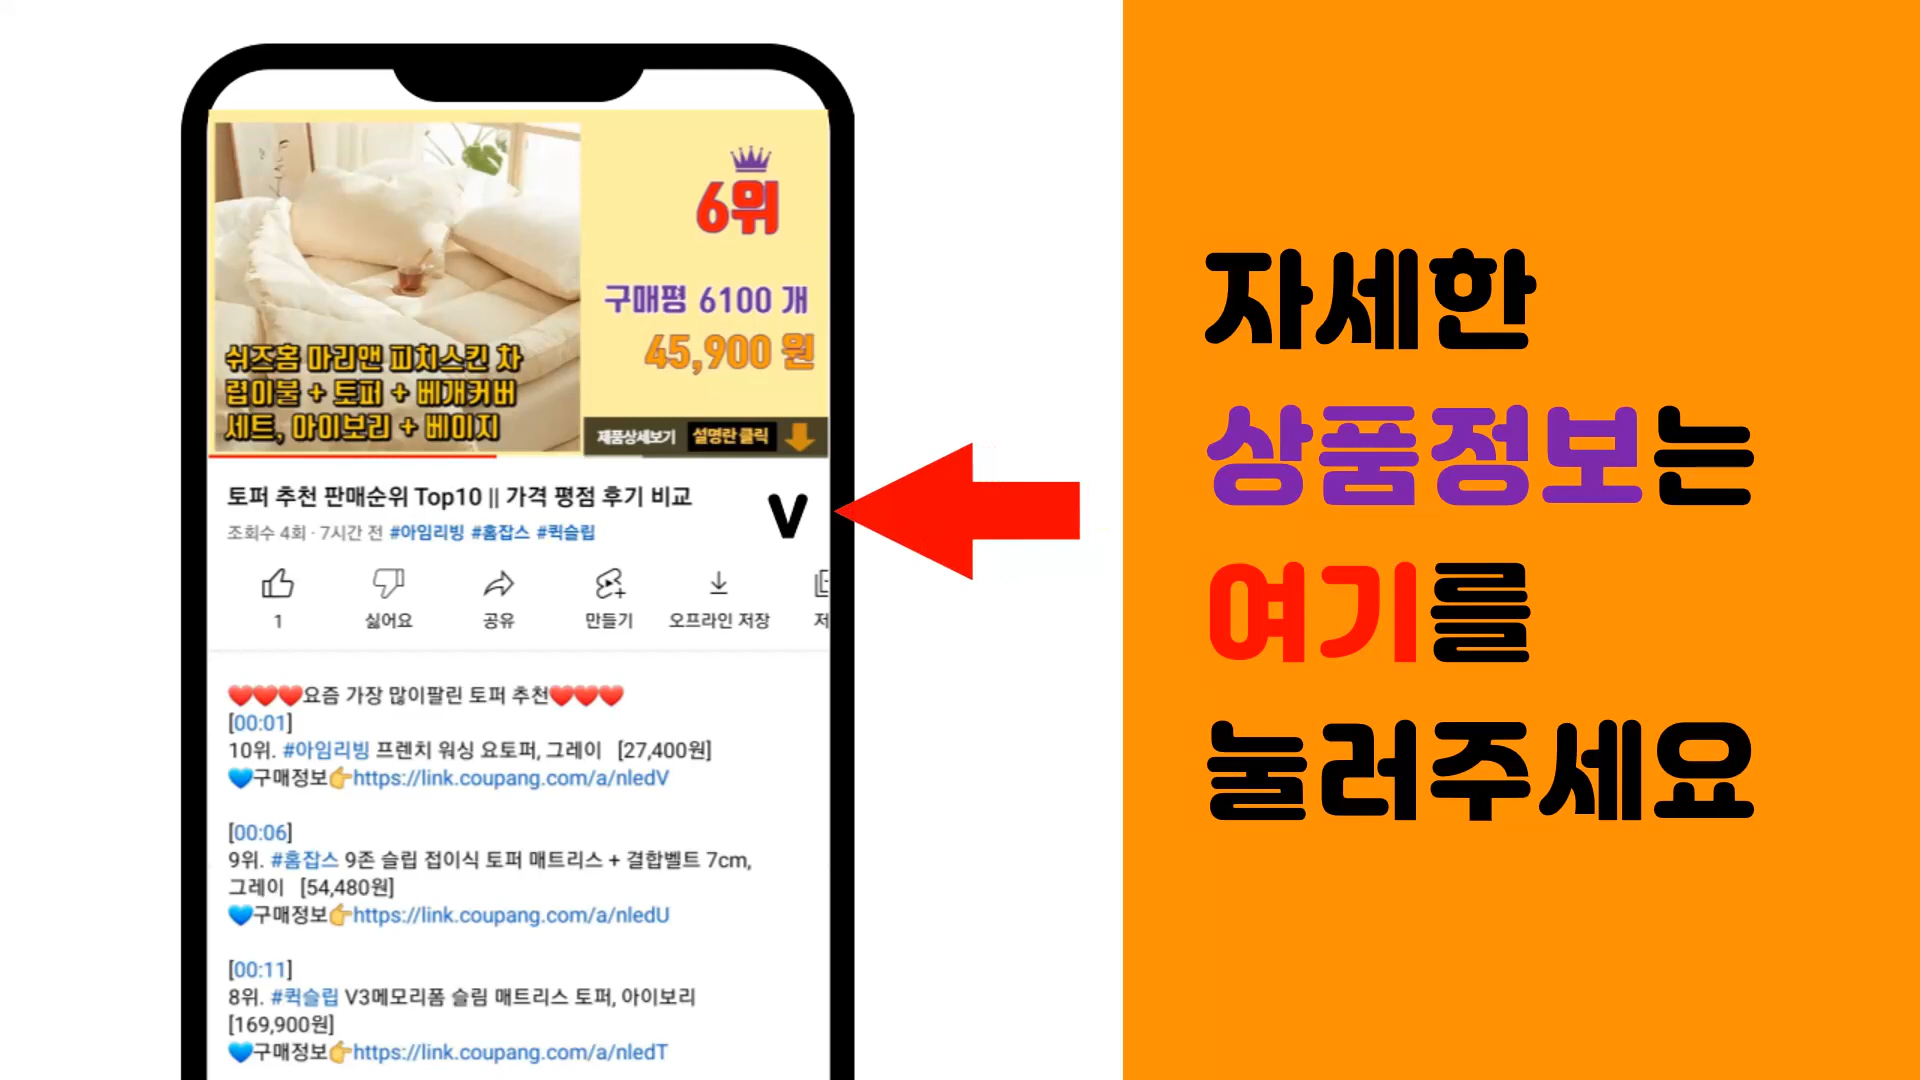 6위
구매평 6100 개
45,900 원
쉬즈홈 마리앤 피치스킨 차
렵이불 + 토퍼 + 베개커버
세트, 아이보리 + 베이지
제품상세보기 설명란 클릭
토퍼 추천 판매순위 Top10 || 가격 평점 후기 비교
V
조회수 4회 · 7시간 전 #아임리빙 #홈잡스 #퀵슬립
1 싫어요 공유 만들기 오프라인 저장 저
❤️❤️❤️요즘 가장 많이팔린 토퍼 추천❤️❤️❤️
[00:01]
10위. #아임리빙 프렌치 워싱 요토퍼, 그레이 [27,400원]
💙구매정보👉https://link.coupang.com/a/nledV
[00:06]
9위. #홈잡스 9존 슬립 접이식 토퍼 매트리스 + 결합벨트 7cm,
그레이 [54,480원]
💙구매정보👉https://link.coupang.com/a/nledU
[00:11]
8위. #퀵슬립 V3메모리폼 슬림 매트리스 토퍼, 아이보리
[169,900원]
💙구매정보👉https://link.coupang.com/a/nledT
자세한
상품정보는
여기를
눌러주세요